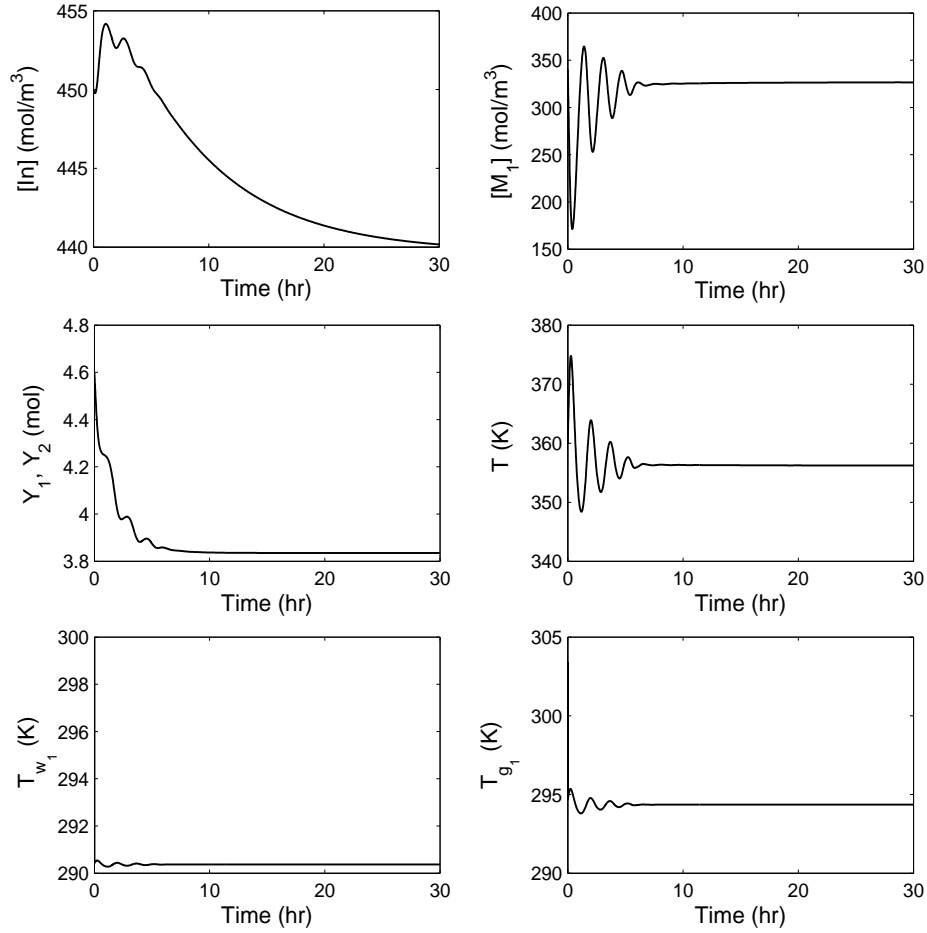 455
450
445
440
[In] (mol/m³)
0 10 20 30
Time (hr)
400
350
300
250
200
150
[M₁] (mol/m³)
0 10 20 30
Time (hr)
4.8
4.6
4.4
4.2
4
3.8
Y₁, Y₂ (mol)
0 10 20 30
Time (hr)
380
370
360
350
340
T (K)
0 10 20 30
Time (hr)
300
298
296
294
292
290
T_w₁ (K)
0 10 20 30
Time (hr)
305
300
295
290
T_g₁ (K)
0 10 20 30
Time (hr)